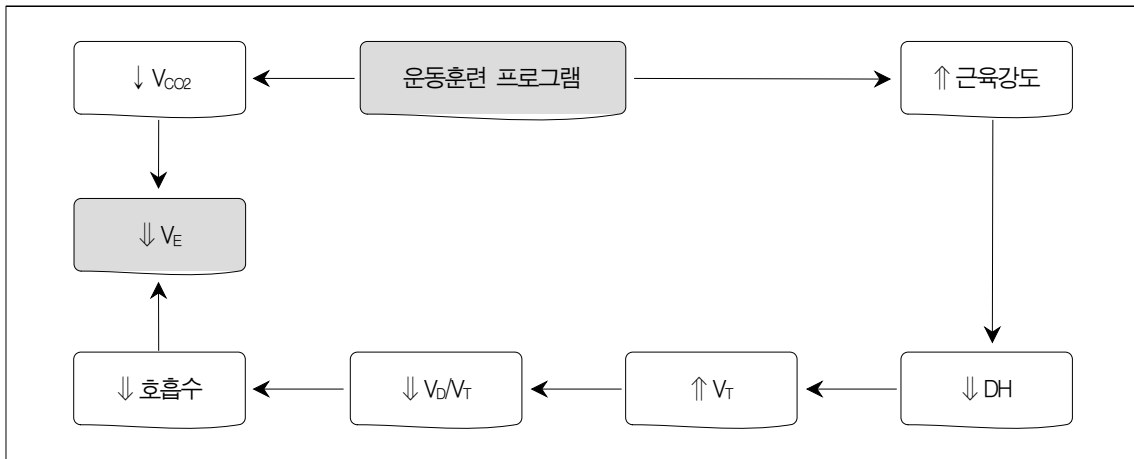 ↓ VCO2
운동훈련 프로그램
⇑ 근육강도
⇓ VE
⇓ 호흡수
⇓ VD/VT
⇑ VT
⇓ DH